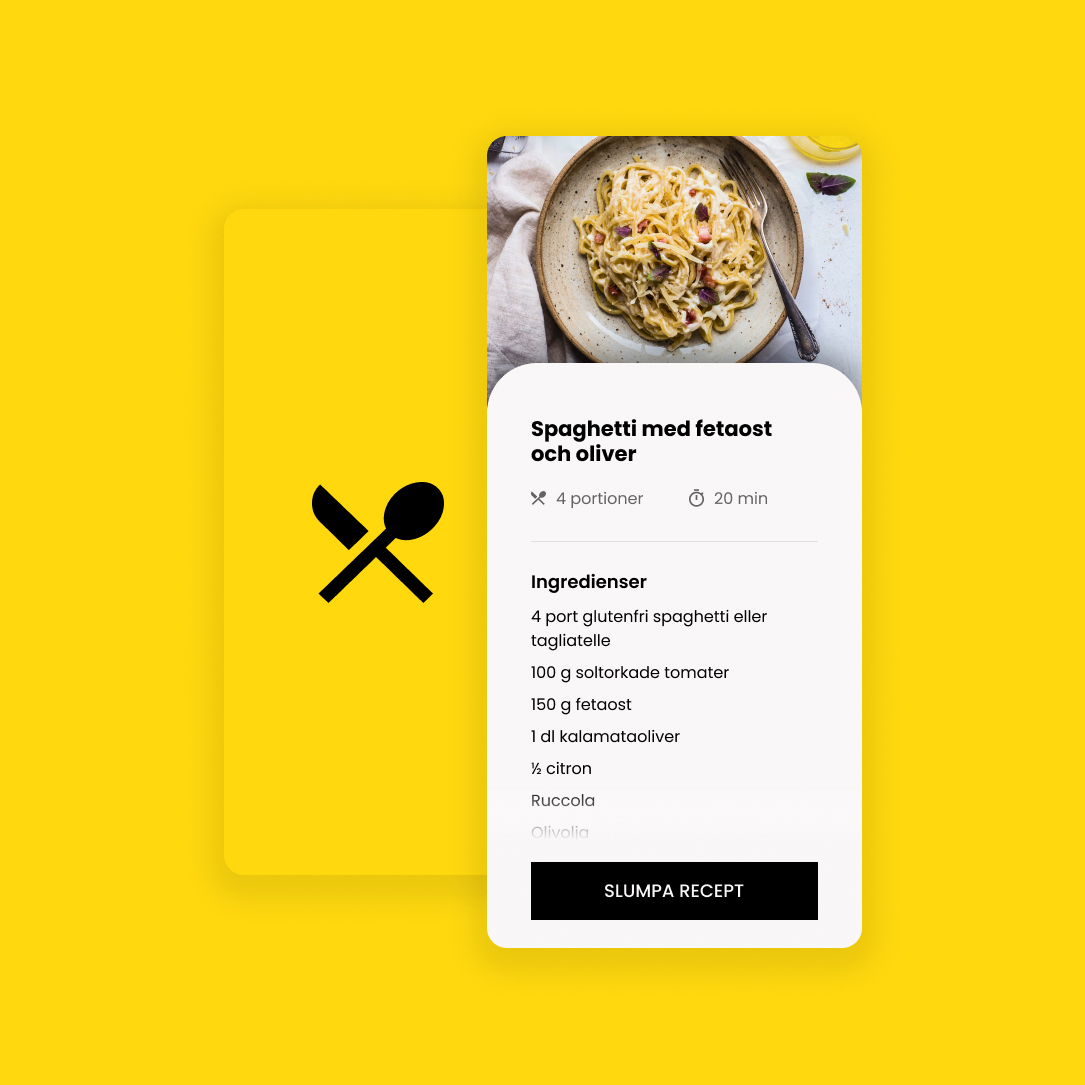 Spaghetti med fetaost
och oliver
4 portioner 20 min
Ingredienser
4 port glutenfri spaghetti eller
tagliatelle
100 g soltorkade tomater
150 g fetaost
1 dl kalamataoliver
½ citron
Ruccola
Olivolja
SLUMPA RECEPT